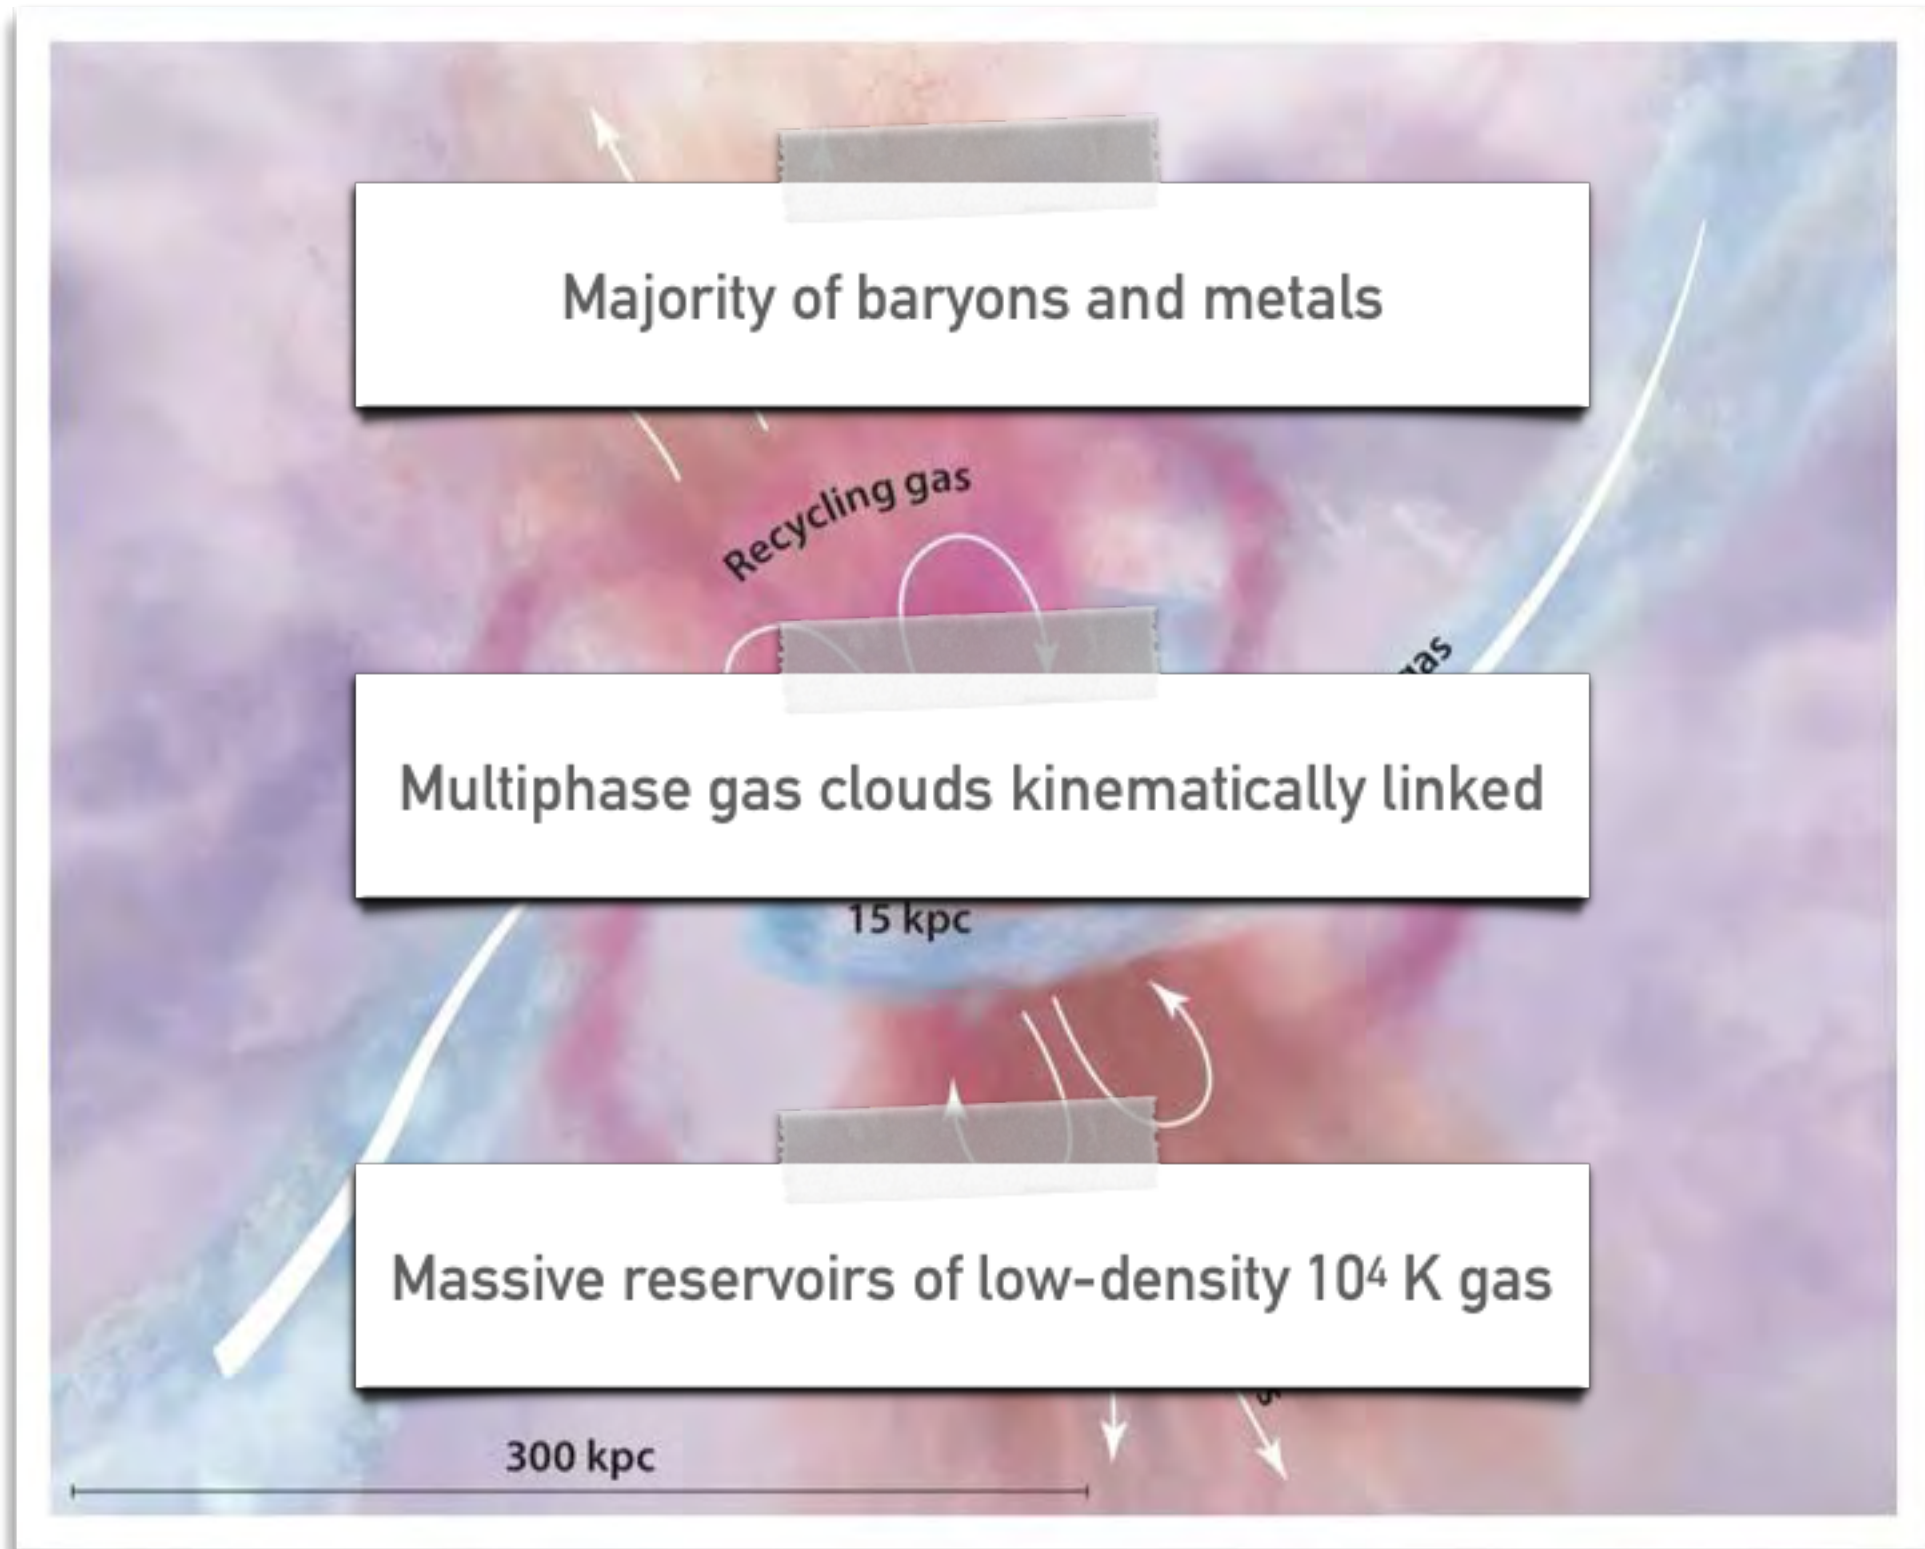 Majority of baryons and metals
Recycling gas
gas
Multiphase gas clouds kinematically linked
15 kpc
Massive reservoirs of low-density 10⁴ K gas
s
300 kpc